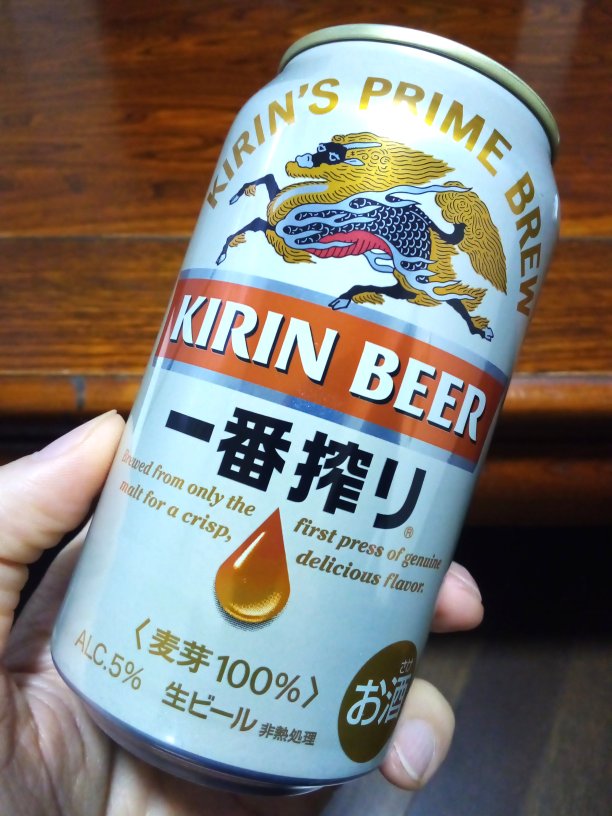 KIRIN'S PRIME BREW
KIRIN BEER
一番搾り®
Brewed from only the first press of genuine
malt for a crisp, delicious flavor.
〈麦芽100%〉
ALC.5% 生ビール 非熱処理
さけ
お酒